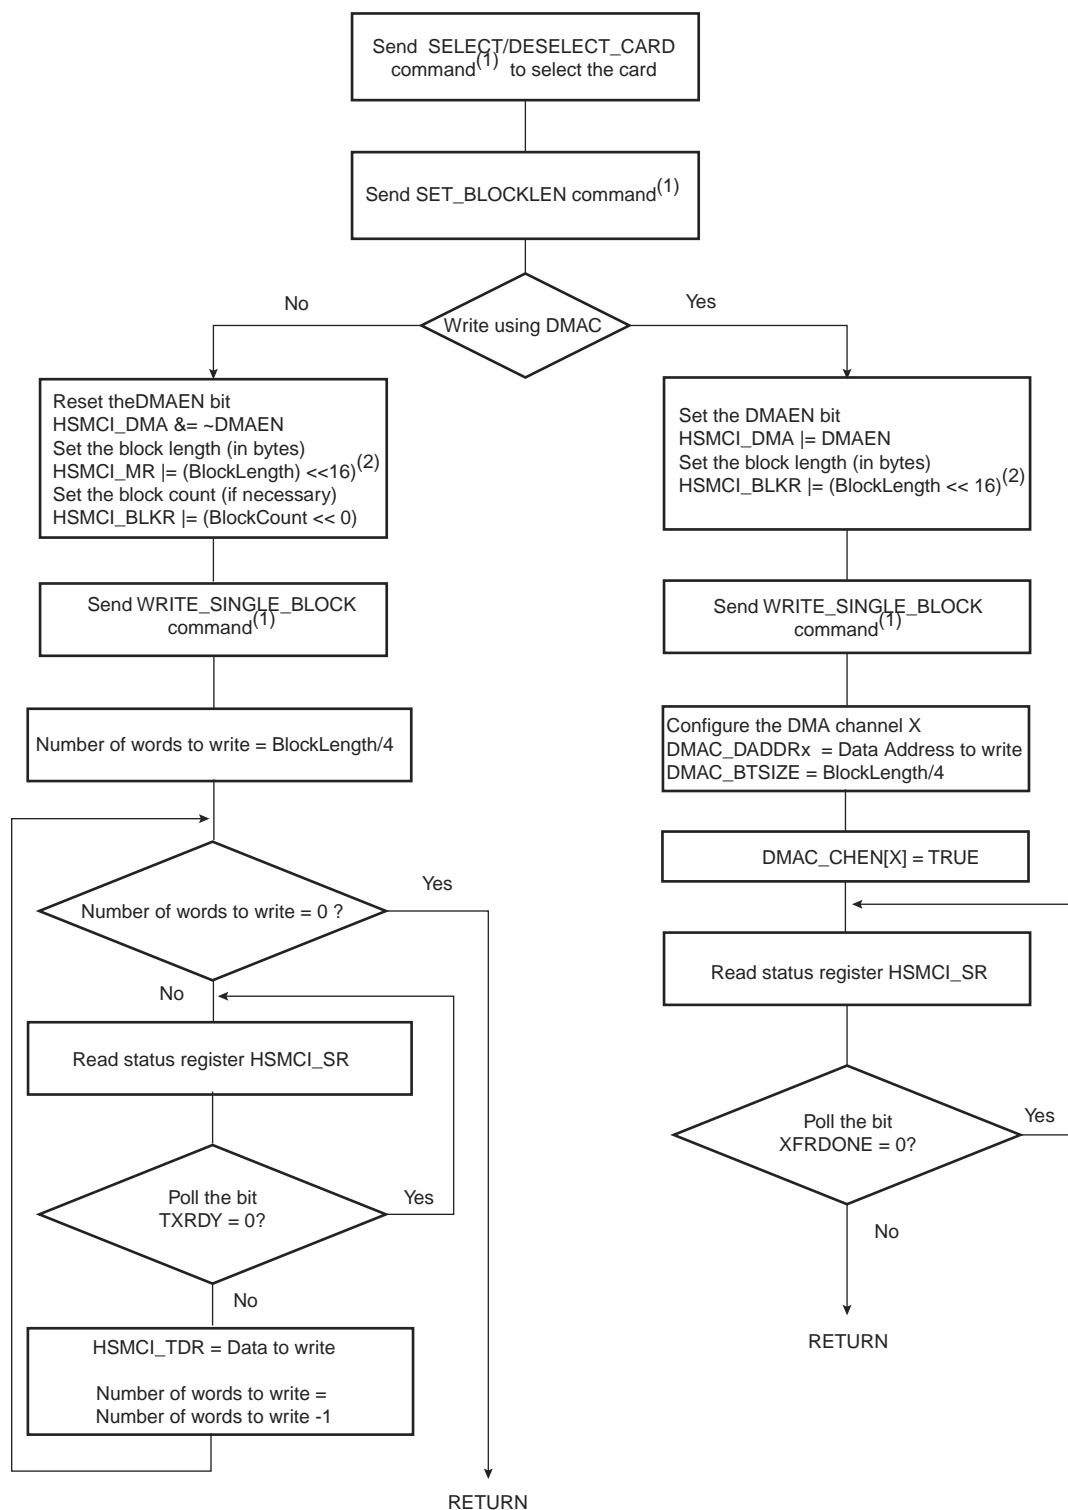 Send SELECT/DESELECT_CARD
command(1) to select the card
Send SET_BLOCKLEN command(1)
No
Yes
Write using DMAC
Reset theDMAEN bit
HSMCI_DMA &= ~DMAEN
Set the block length (in bytes)
HSMCI_MR |= (BlockLength) <<16)(2)
Set the block count (if necessary)
HSMCI_BLKR |= (BlockCount << 0)
Send WRITE_SINGLE_BLOCK
command(1)
Number of words to write = BlockLength/4
Number of words to write = 0 ?
Yes
No
Read status register HSMCI_SR
Poll the bit
TXRDY = 0?
Yes
No
HSMCI_TDR = Data to write
Number of words to write =
Number of words to write -1
RETURN
Set the DMAEN bit
HSMCI_DMA |= DMAEN
Set the block length (in bytes)
HSMCI_BLKR |= (BlockLength << 16)(2)
Send WRITE_SINGLE_BLOCK
command(1)
Configure the DMA channel X
DMAC_DADDRx = Data Address to write
DMAC_BTSIZE = BlockLength/4
DMAC_CHEN[X] = TRUE
Read status register HSMCI_SR
Poll the bit
XFRDONE = 0?
Yes
No
RETURN